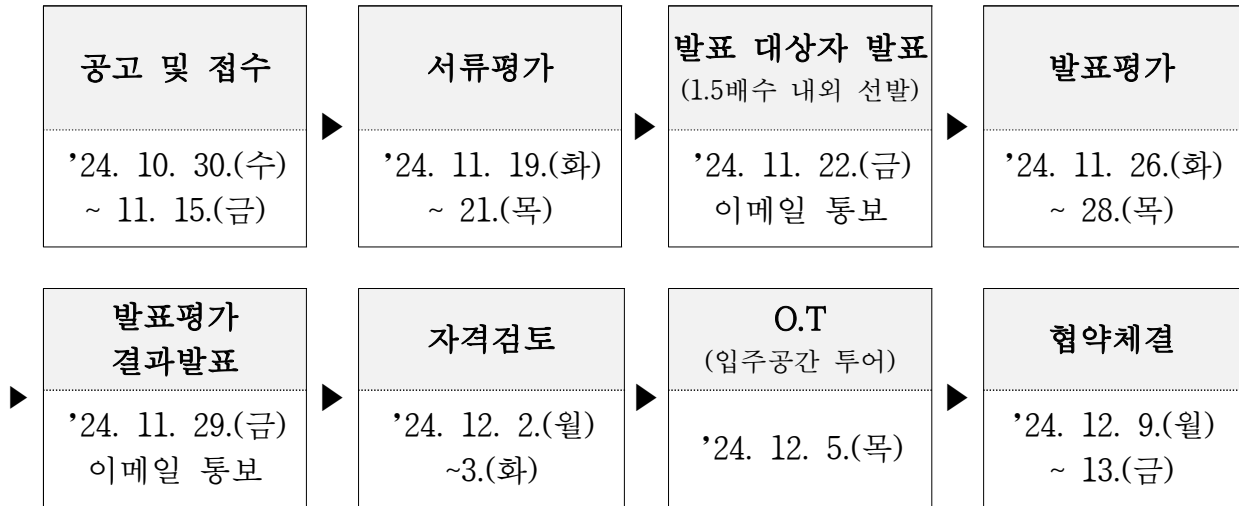 공고 및 접수
’24. 10. 30.(수)
~ 11. 15.(금)
▶
서류평가
’24. 11. 19.(화)
~ 21.(목)
▶
발표 대상자 발표
(1.5배수 내외 선발)
’24. 11. 22.(금)
이메일 통보
▶
발표평가
’24. 11. 26.(화)
~ 28.(목)
▶
발표평가
결과발표
’24. 11. 29.(금)
이메일 통보
▶
자격검토
’24. 12. 2.(월)
~3.(화)
▶
O.T
(입주공간 투어)
’24. 12. 5.(목)
▶
협약체결
’24. 12. 9.(월)
~ 13.(금)